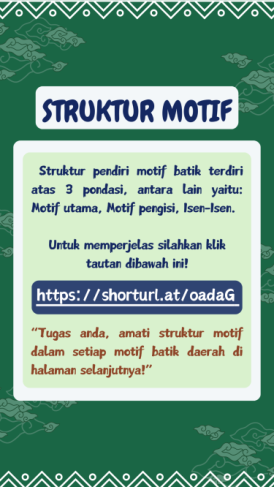 STRUKTUR MOTIF
Struktur pendiri motif batik terdiri
atas 3 pondasi, antara lain yaitu:
Motif utama, Motif pengisi, Isen-Isen.
Untuk memperjelas silahkan klik
tautan dibawah ini!
https://shorturl.at/oadaG
“Tugas anda, amati struktur motif
dalam setiap motif batik daerah di
halaman selanjutnya!”